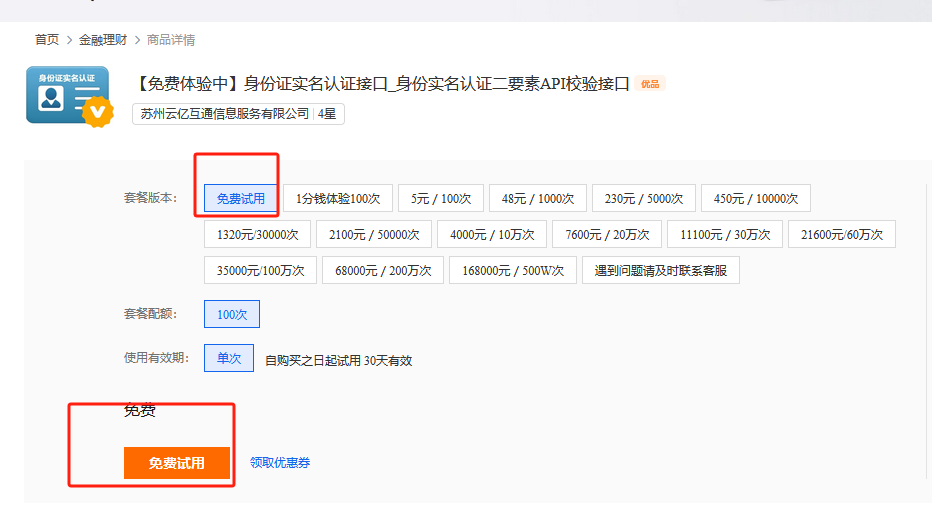 首页 > 金融理财 > 商品详情
身份证实名认证
【免费体验中】身份证实名认证接口_身份实名认证二要素API校验接口 优品
苏州云亿互通信息服务有限公司 | 4星
套餐版本: 免费试用 1分钱体验100次 5元 / 100次 48元 / 1000次 230元 / 5000次 450元 / 10000次
1320元/30000次 2100元 / 50000次 4000元 / 10万次 7600元 / 20万次 11100元 / 30万次 21600元/60万次
35000元/100万次 68000元 / 200万次 168000元 / 500W次 遇到问题请及时联系客服
套餐配额: 100次
使用有效期: 单次 自购买之日起试用 30天有效
免费
免费试用 领取优惠券